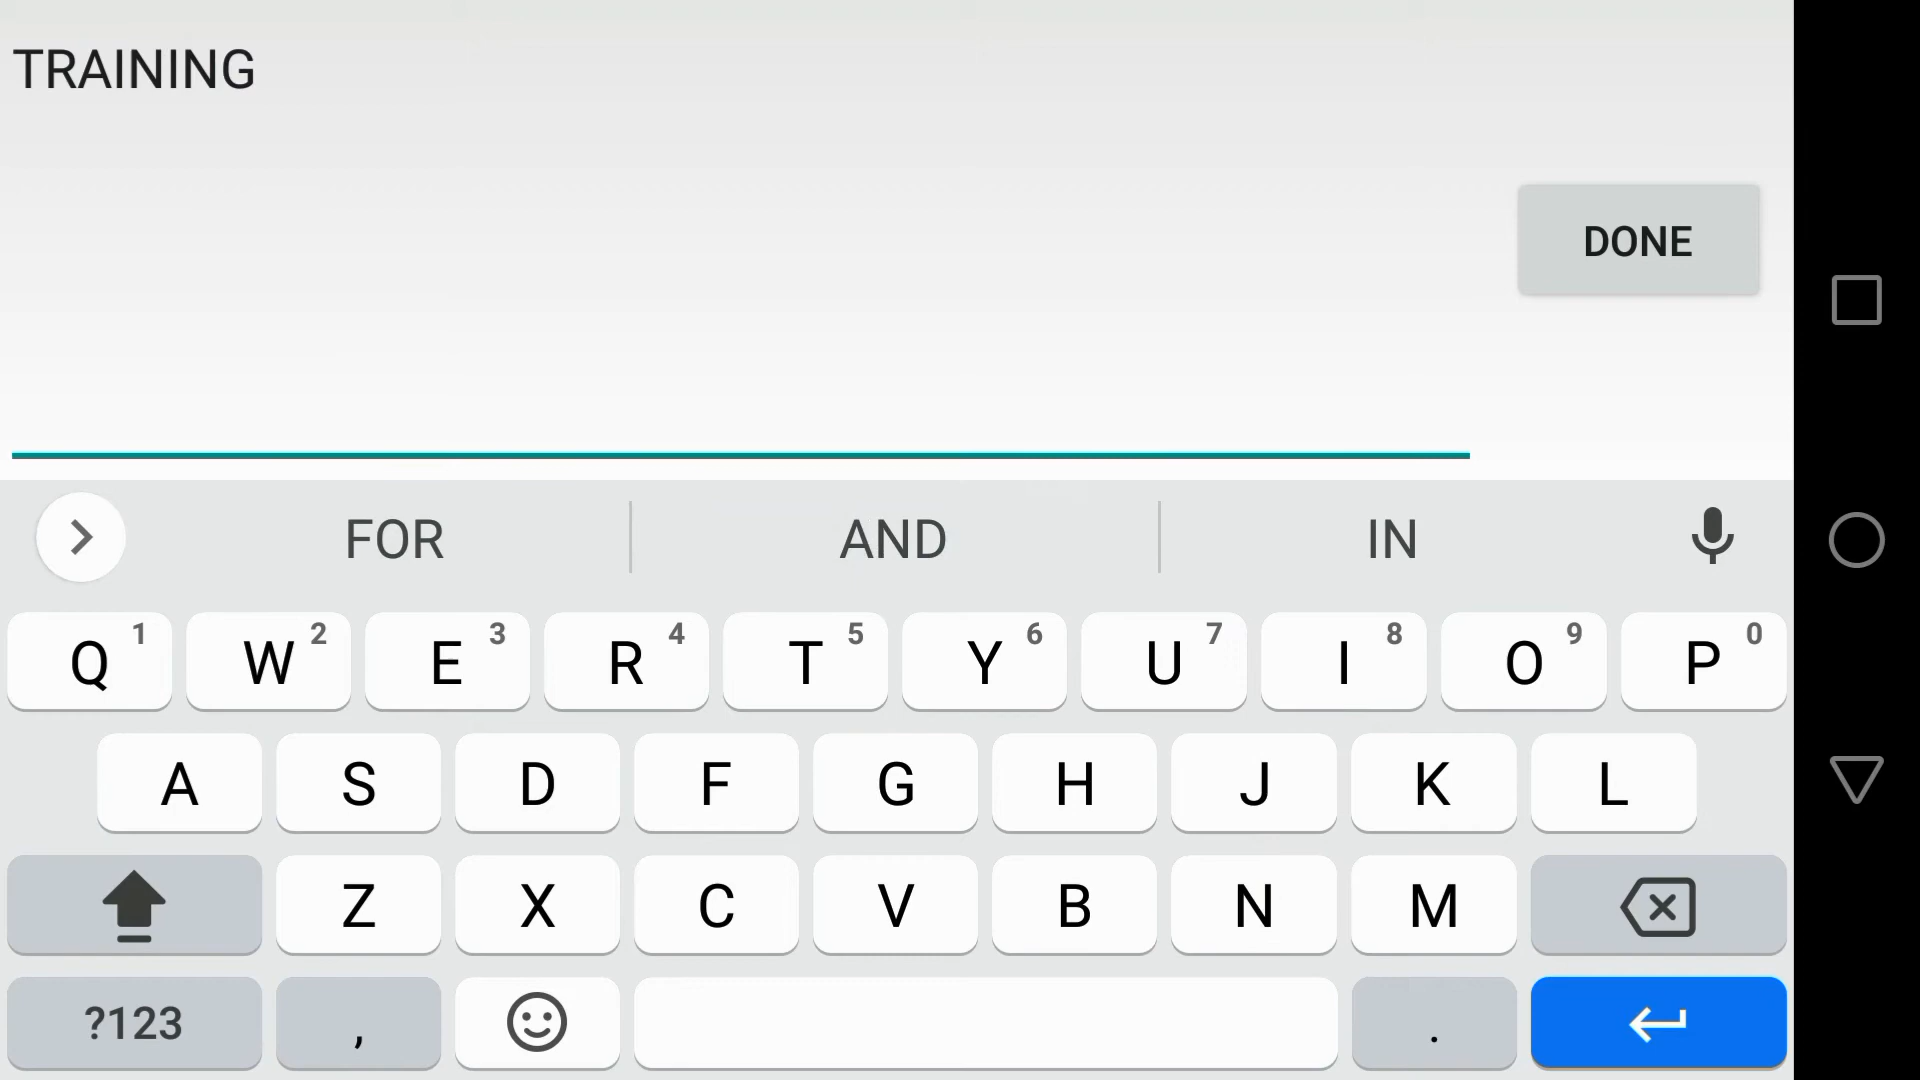 TRAINING
DONE
FOR AND IN
Q 1 W 2 E 3 R 4 T 5 Y 6 U 7 I 8 O 9 P 0
A S D F G H J K L
Z X C V B N M
?123 , .